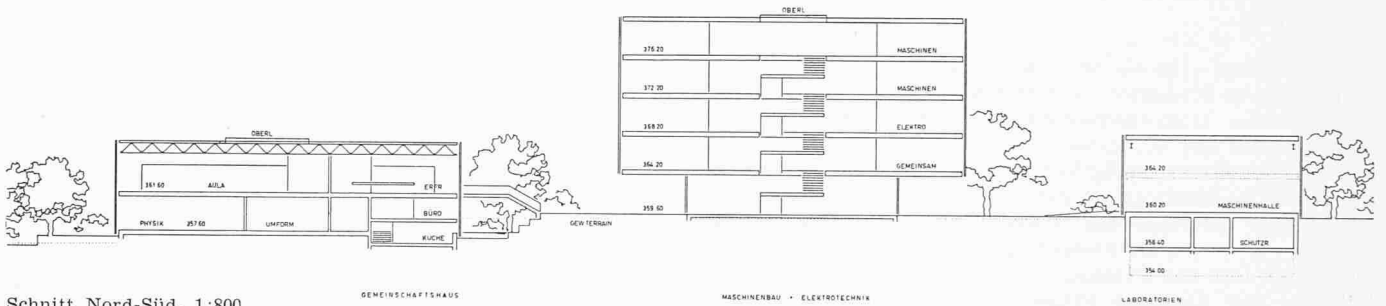 OBERL
376.20 MASCHINEN
372.20 MASCHINEN
368.20 ELEKTRO
364.20 GEMEINSAM
359.60
OBERL
361.60 AULA ERFR
BÜRO
PHYSIK 357.60 UMFORM
KÜCHE
GEW TERRAIN
364.20
360.20 MASCHINENHALLE
356.40 SCHUTZR
354.00
Schnitt Nord-Süd 1:800
GEMEINSCHAFTSHAUS
MASCHINENBAU + ELEKTROTECHNIK
LABORATORIEN